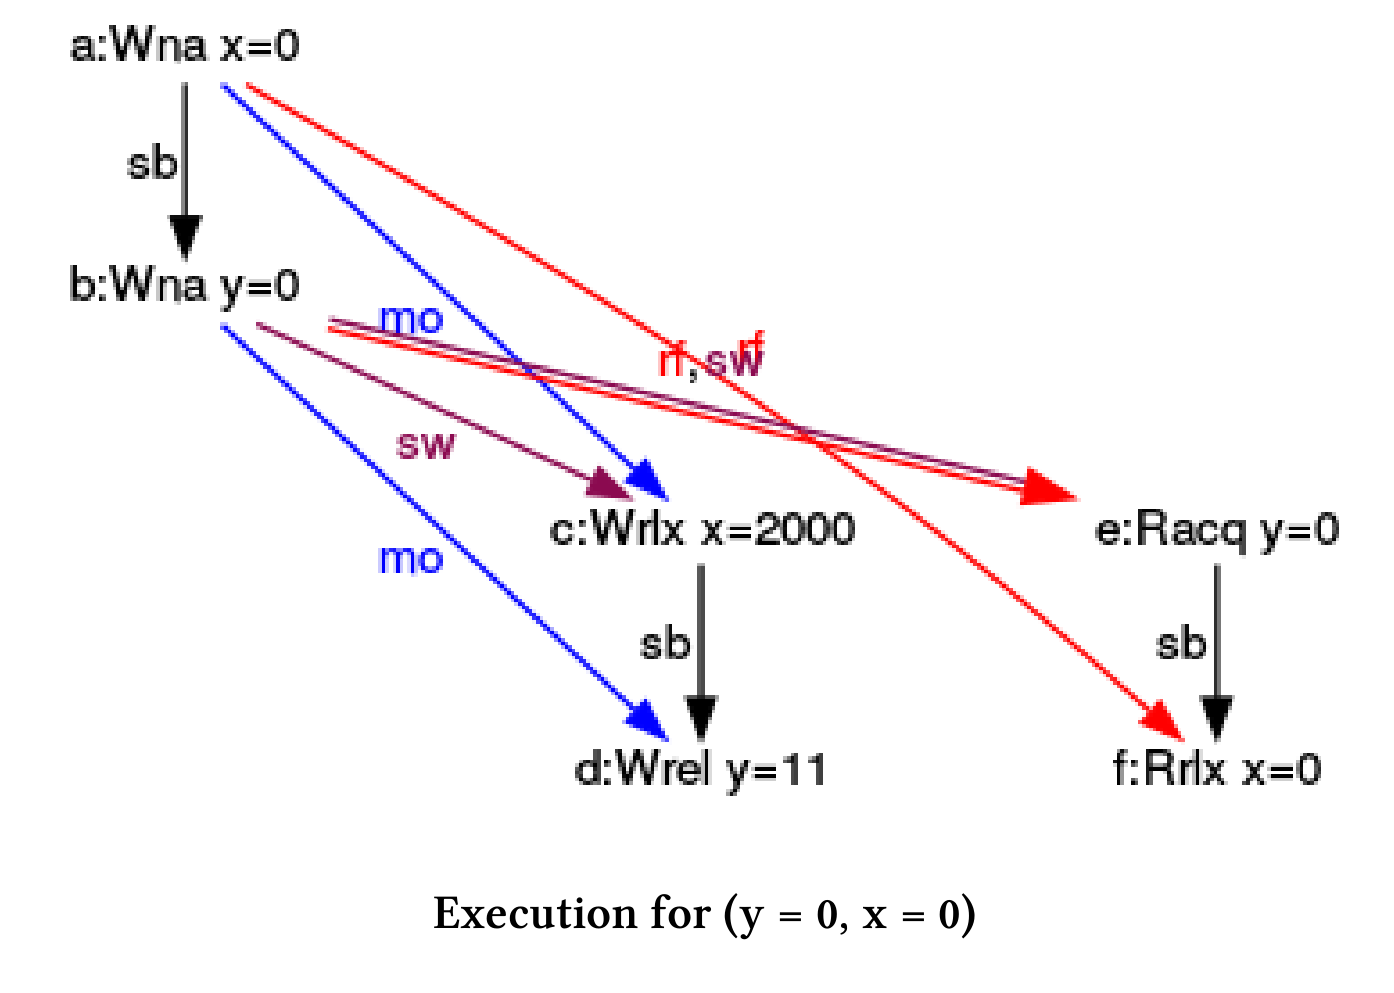 a:Wna x=0
sb
b:Wna y=0
mo
rf
rf,sw
sw
c:Wrlx x=2000
e:Racq y=0
mo
sb
sb
d:Wrel y=11
f:Rrlx x=0
Execution for (y = 0, x = 0)